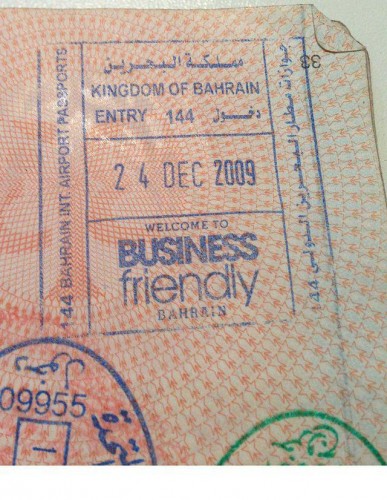 مملكة البحرين
KINGDOM OF BAHRAIN
ENTRY 144 دخول
24 DEC 2009
WELCOME TO
BUSINESS
friendly
BAHRAIN
144 BAHRAIN INT. AIRPORT PASSPORTS
جوازات مطار البحرين الدولي 144
33
09955